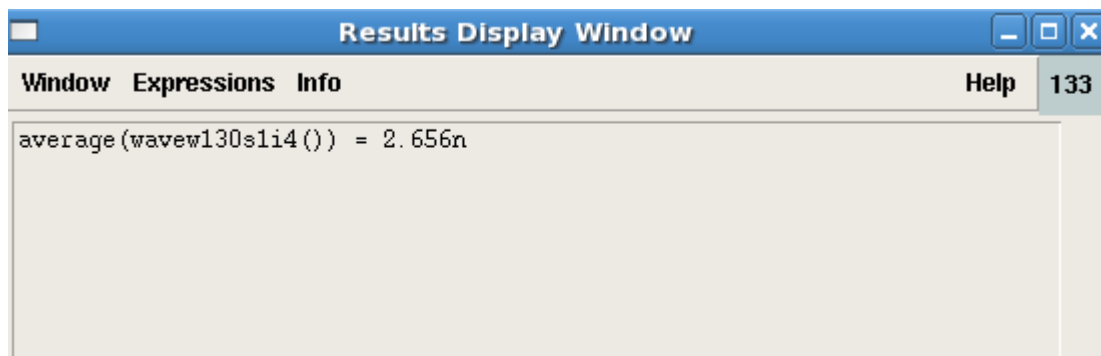 Results Display Window
Window Expressions Info Help 133
average(wavew130s1i4()) = 2.656n